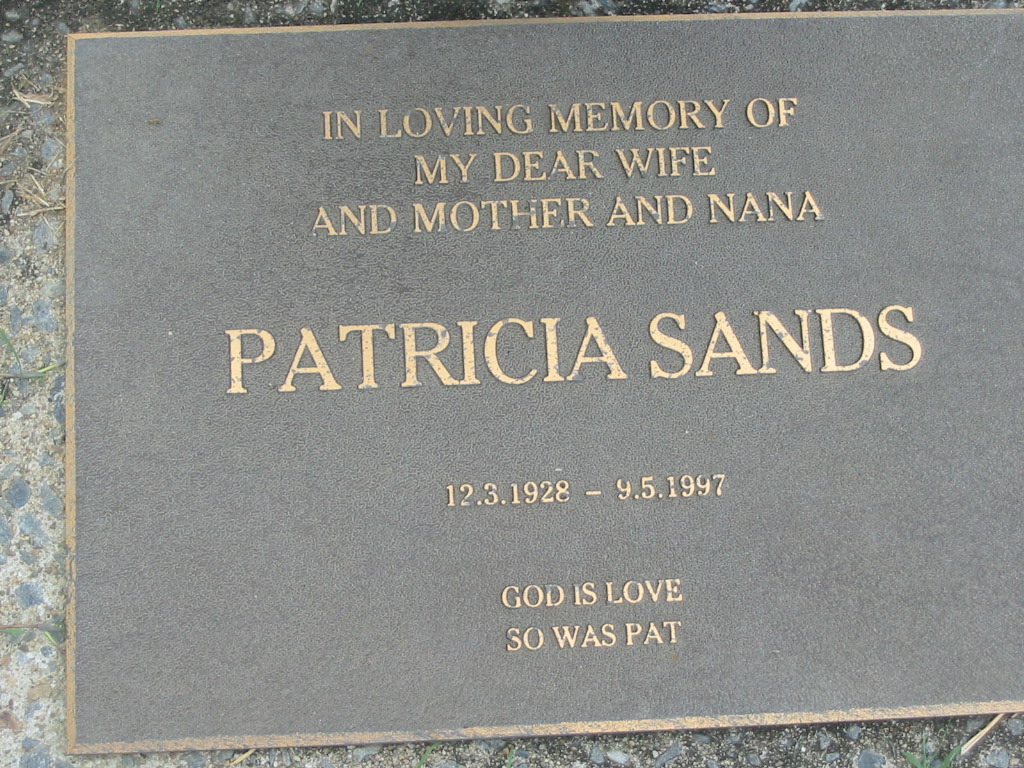 IN LOVING MEMORY OF
MY DEAR WIFE
AND MOTHER AND NANA
PATRICIA SANDS
12.3.1928 – 9.5.1997
GOD IS LOVE
SO WAS PAT